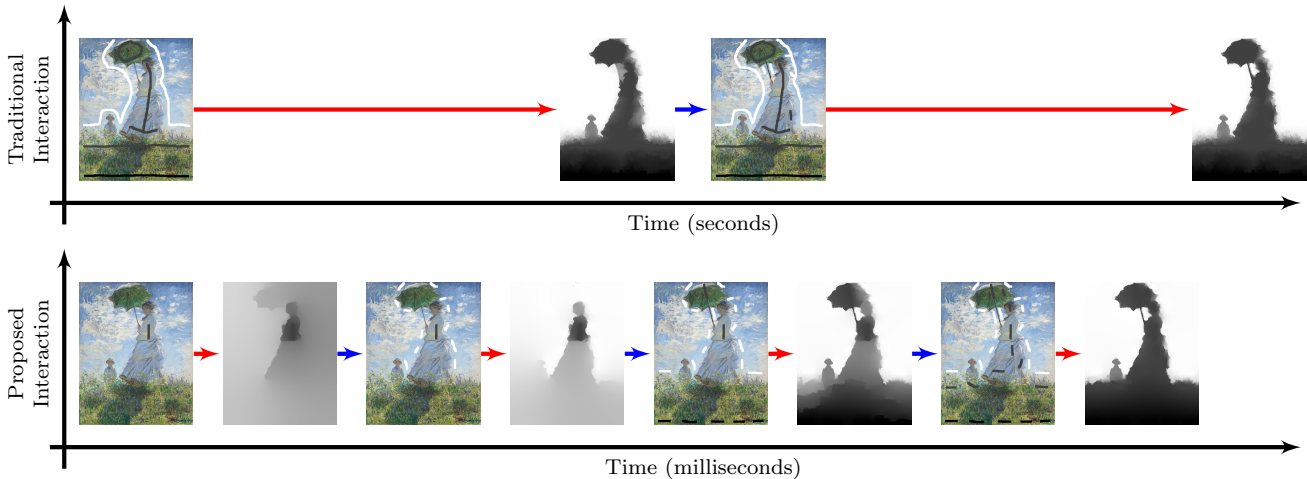 Traditional
Interaction
Time (seconds)
Proposed
Interaction
Time (milliseconds)